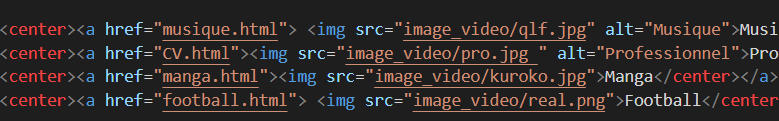 <center><a href="musique.html"> <img src="image_video/qlf.jpg" alt="Musique">Musi
<center><a href="CV.html"><img src="image_video/pro.jpg " alt="Professionnel">Pro
<center><a href="manga.html"><img src="image_video/kuroko.jpg">Manga</center></a>
<center><a href="football.html"> <img src="image_video/real.png">Football</center